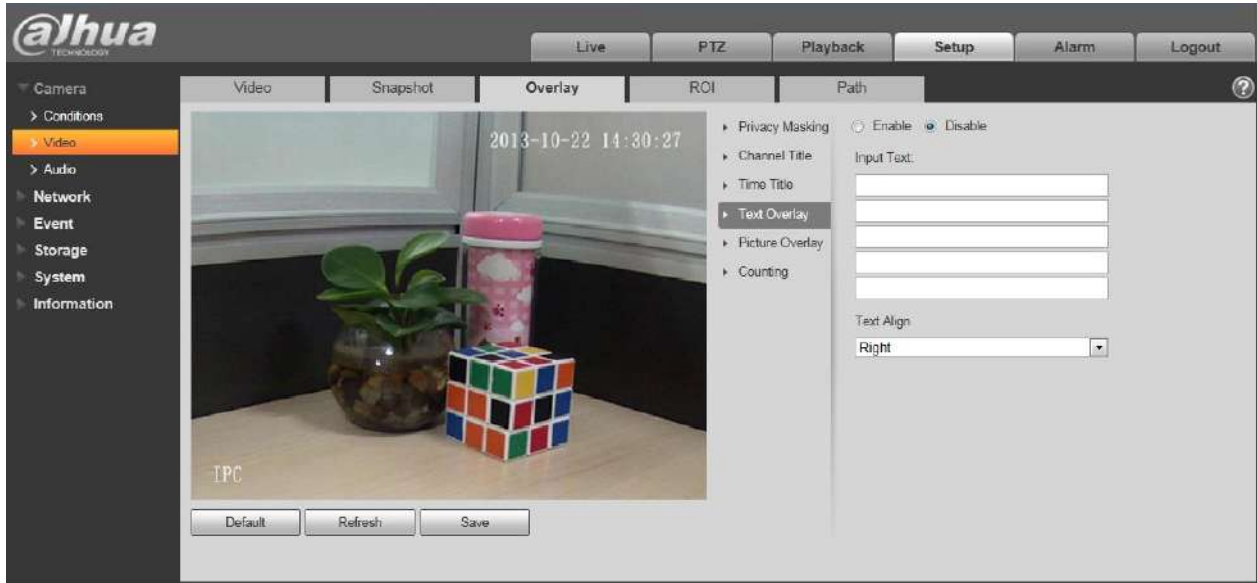 alhua
TECHNOLOGY
Live
PTZ
Playback
Setup
Alarm
Logout
Camera
Conditions
Video
Audio
Network
Event
Storage
System
Information
Video
Snapshot
Overlay
ROI
Path
?
2013-10-22 14:30:27
IPC
Default
Refresh
Save
Privacy Masking
Channel Title
Time Title
Text Overlay
Picture Overlay
Counting
Enable
Disable
Input Text:
Text Align
Right